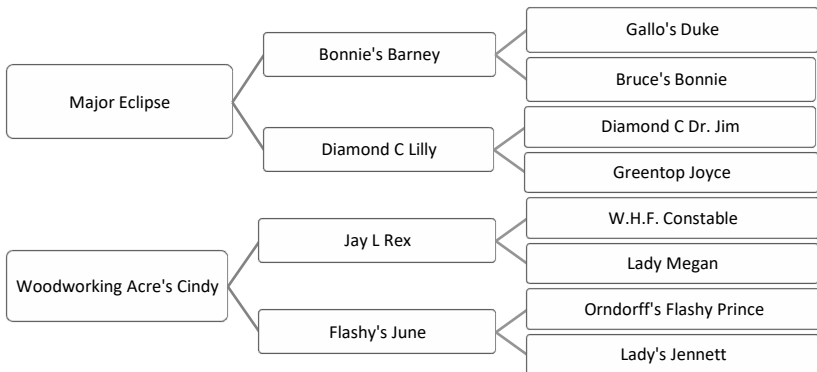 Gallo's Duke
Bonnie's Barney
Bruce's Bonnie
Major Eclipse
Diamond C Dr. Jim
Diamond C Lilly
Greentop Joyce
W.H.F. Constable
Jay L Rex
Lady Megan
Woodworking Acre's Cindy
Orndorff's Flashy Prince
Flashy's June
Lady's Jennett